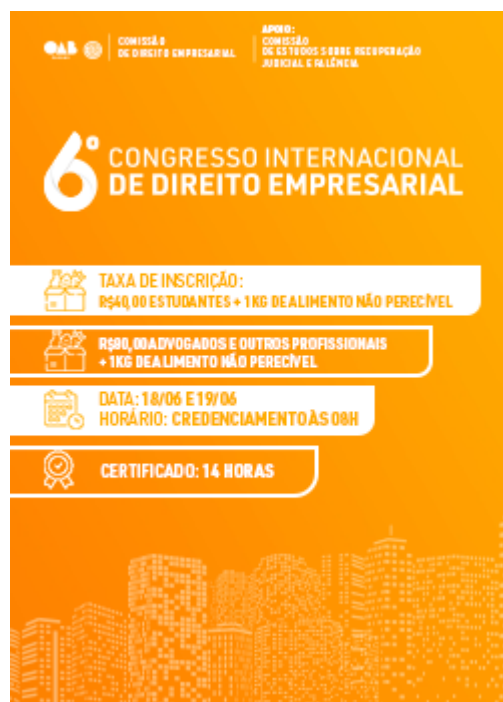 OAB
COMISSÃO
DE DIREITO EMPRESARIAL
APOIO:
COMISSÃO
DE ESTUDOS SOBRE RECUPERAÇÃO
JUDICIAL E FALÊNCIA
6º CONGRESSO INTERNACIONAL
DE DIREITO EMPRESARIAL
TAXA DE INSCRIÇÃO:
R$40,00 ESTUDANTES + 1KG DE ALIMENTO NÃO PERECÍVEL
R$80,00 ADVOGADOS E OUTROS PROFISSIONAIS
+ 1KG DE ALIMENTO NÃO PERECÍVEL
DATA: 18/06 E 19/06
HORÁRIO: CREDENCIAMENTO ÀS 08H
CERTIFICADO: 14 HORAS